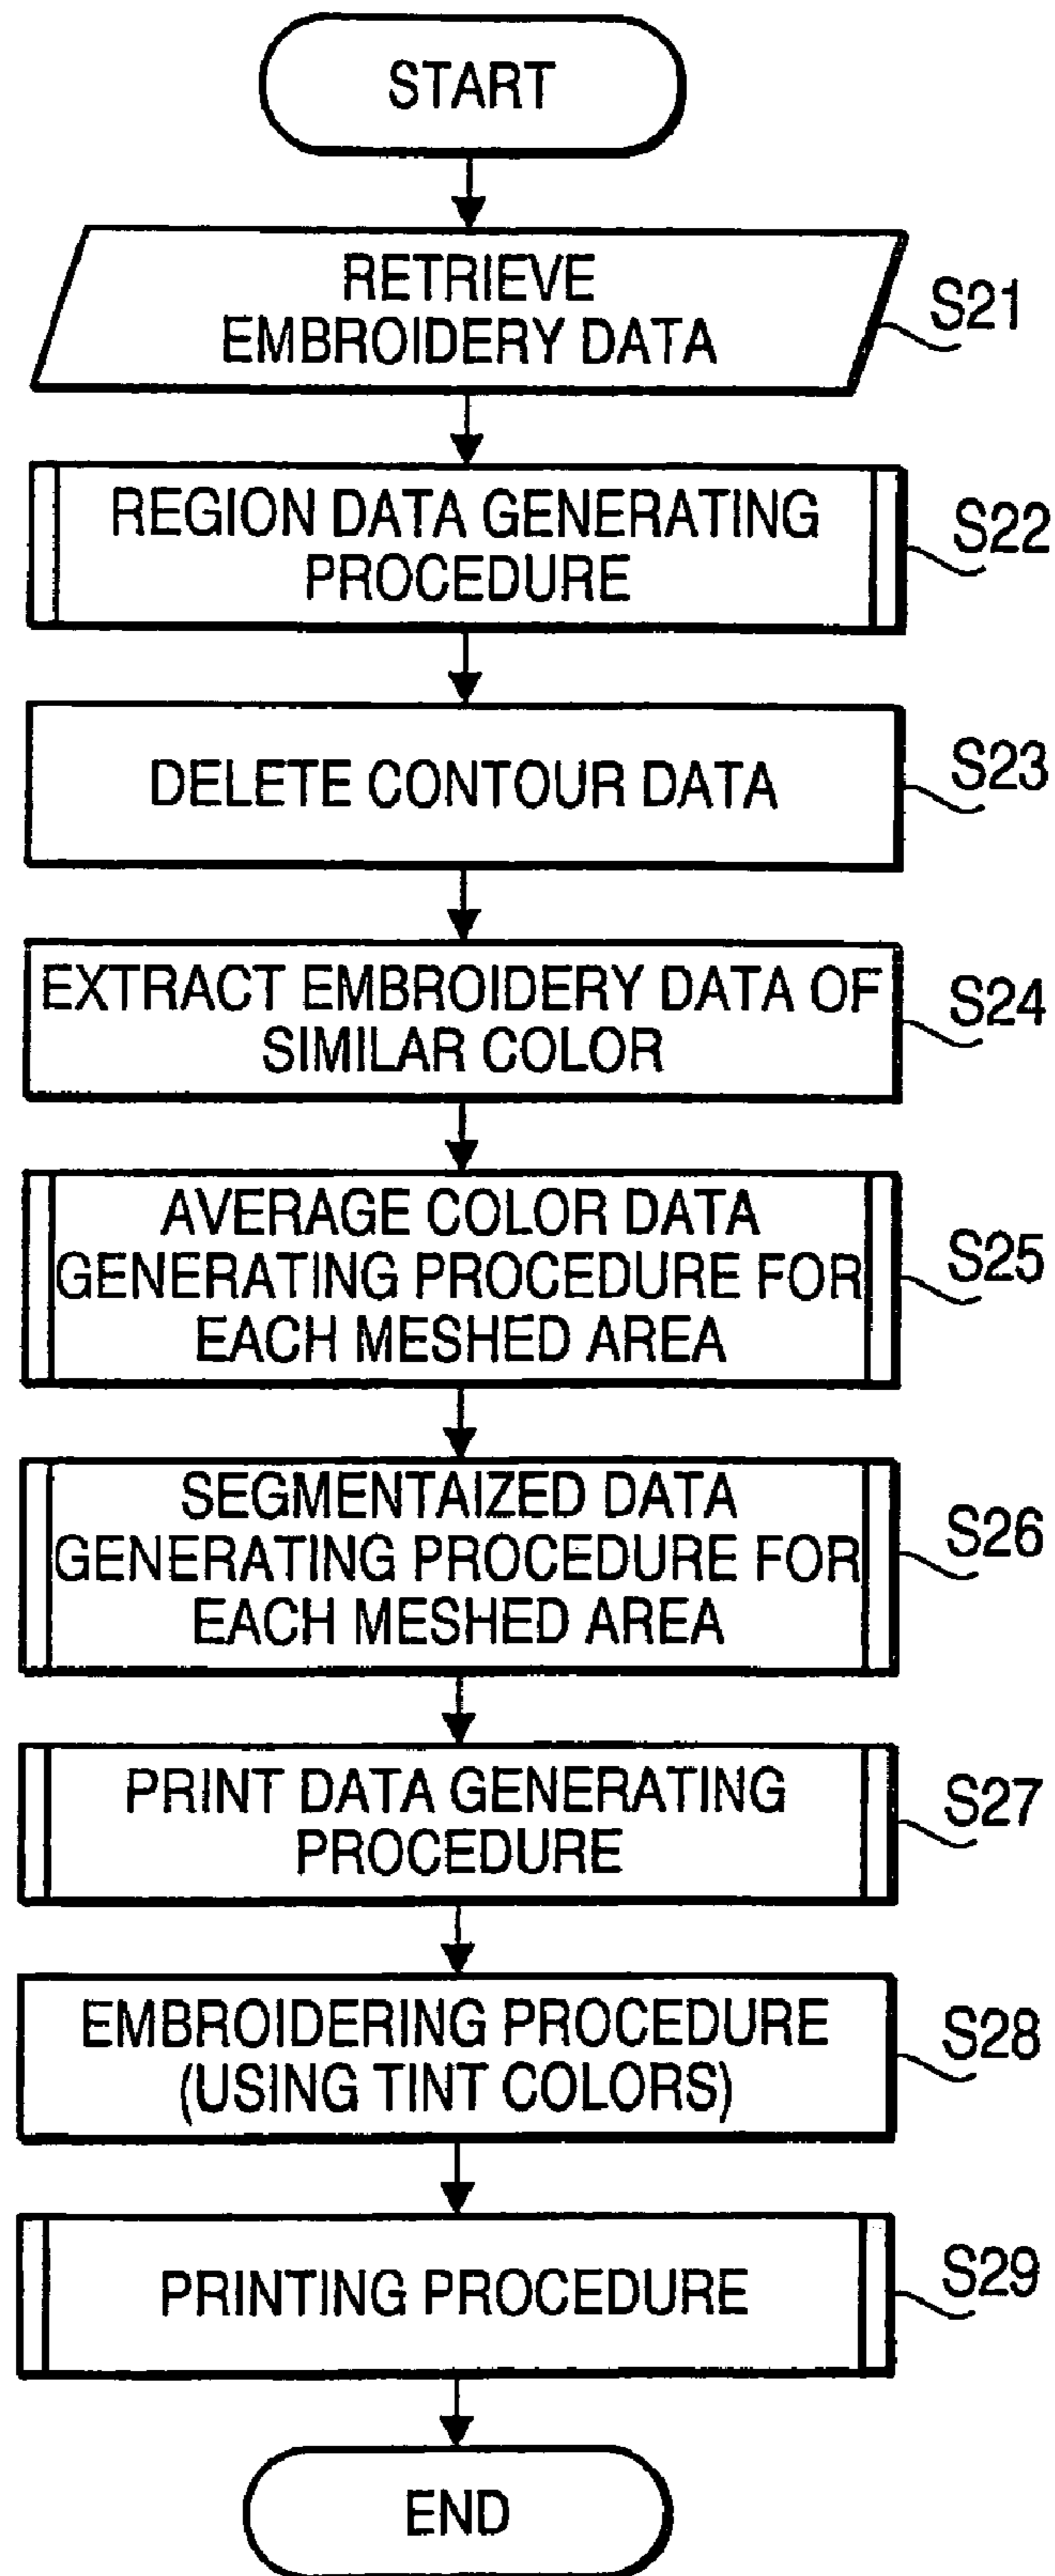 START
RETRIEVE
EMBROIDERY DATA
S21
REGION DATA GENERATING
PROCEDURE
S22
DELETE CONTOUR DATA
S23
EXTRACT EMBROIDERY DATA OF
SIMILAR COLOR
S24
AVERAGE COLOR DATA
GENERATING PROCEDURE FOR
EACH MESHED AREA
S25
SEGMENTAIZED DATA
GENERATING PROCEDURE FOR
EACH MESHED AREA
S26
PRINT DATA GENERATING
PROCEDURE
S27
EMBROIDERING PROCEDURE
(USING TINT COLORS)
S28
PRINTING PROCEDURE
S29
END